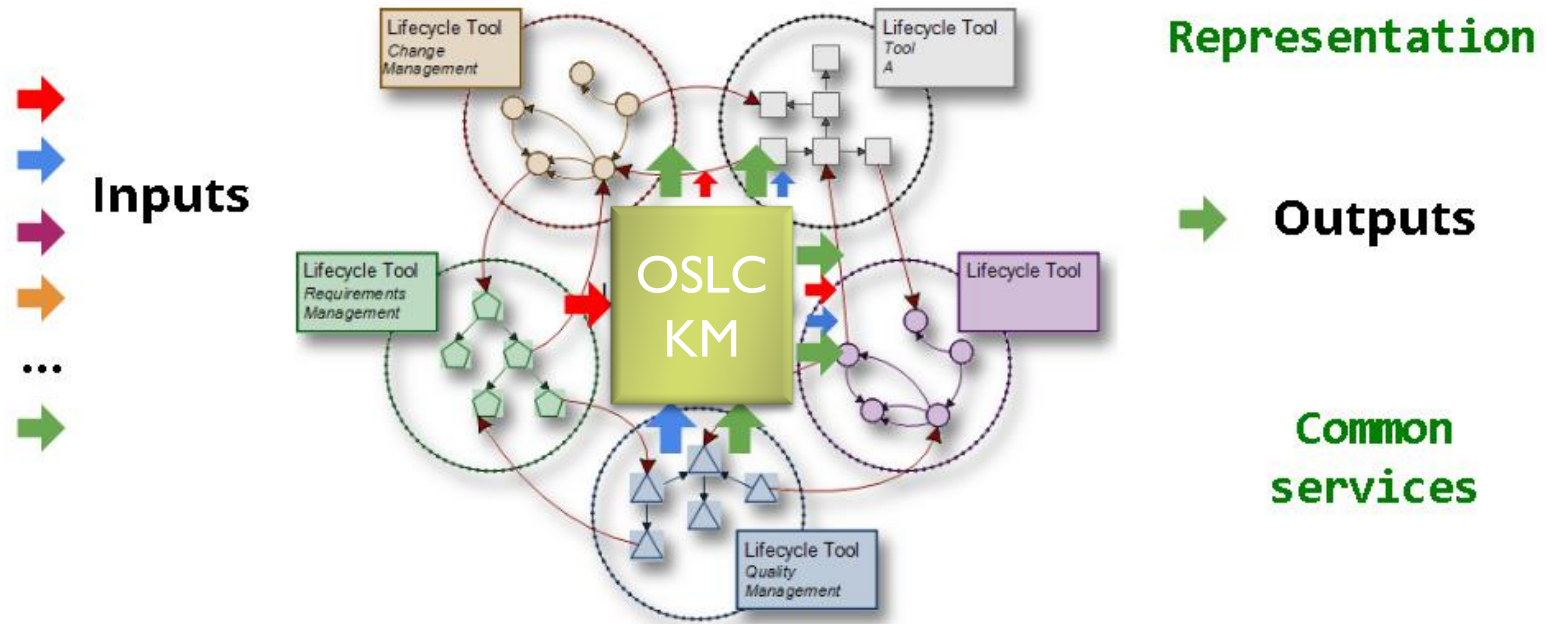 Inputs
...
Lifecycle Tool
Change
Management
Lifecycle Tool
Tool
A
Lifecycle Tool
Requirements
Management
OSLC
KM
Lifecycle Tool
Lifecycle Tool
Quality
Management
Representation
Outputs
Common
services